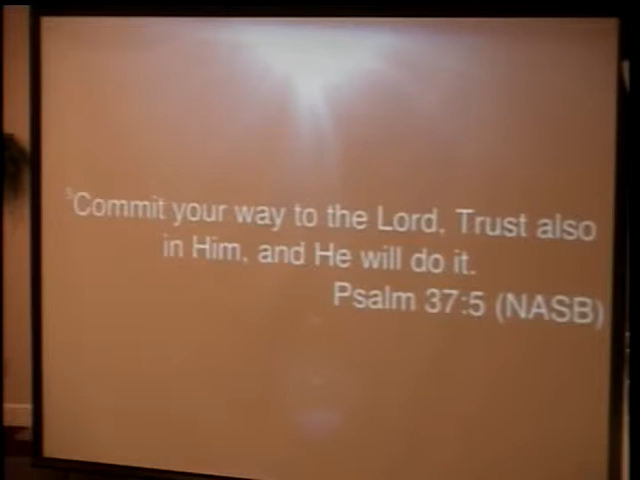 ⁵Commit your way to the Lord, Trust also
in Him, and He will do it.
Psalm 37:5 (NASB)